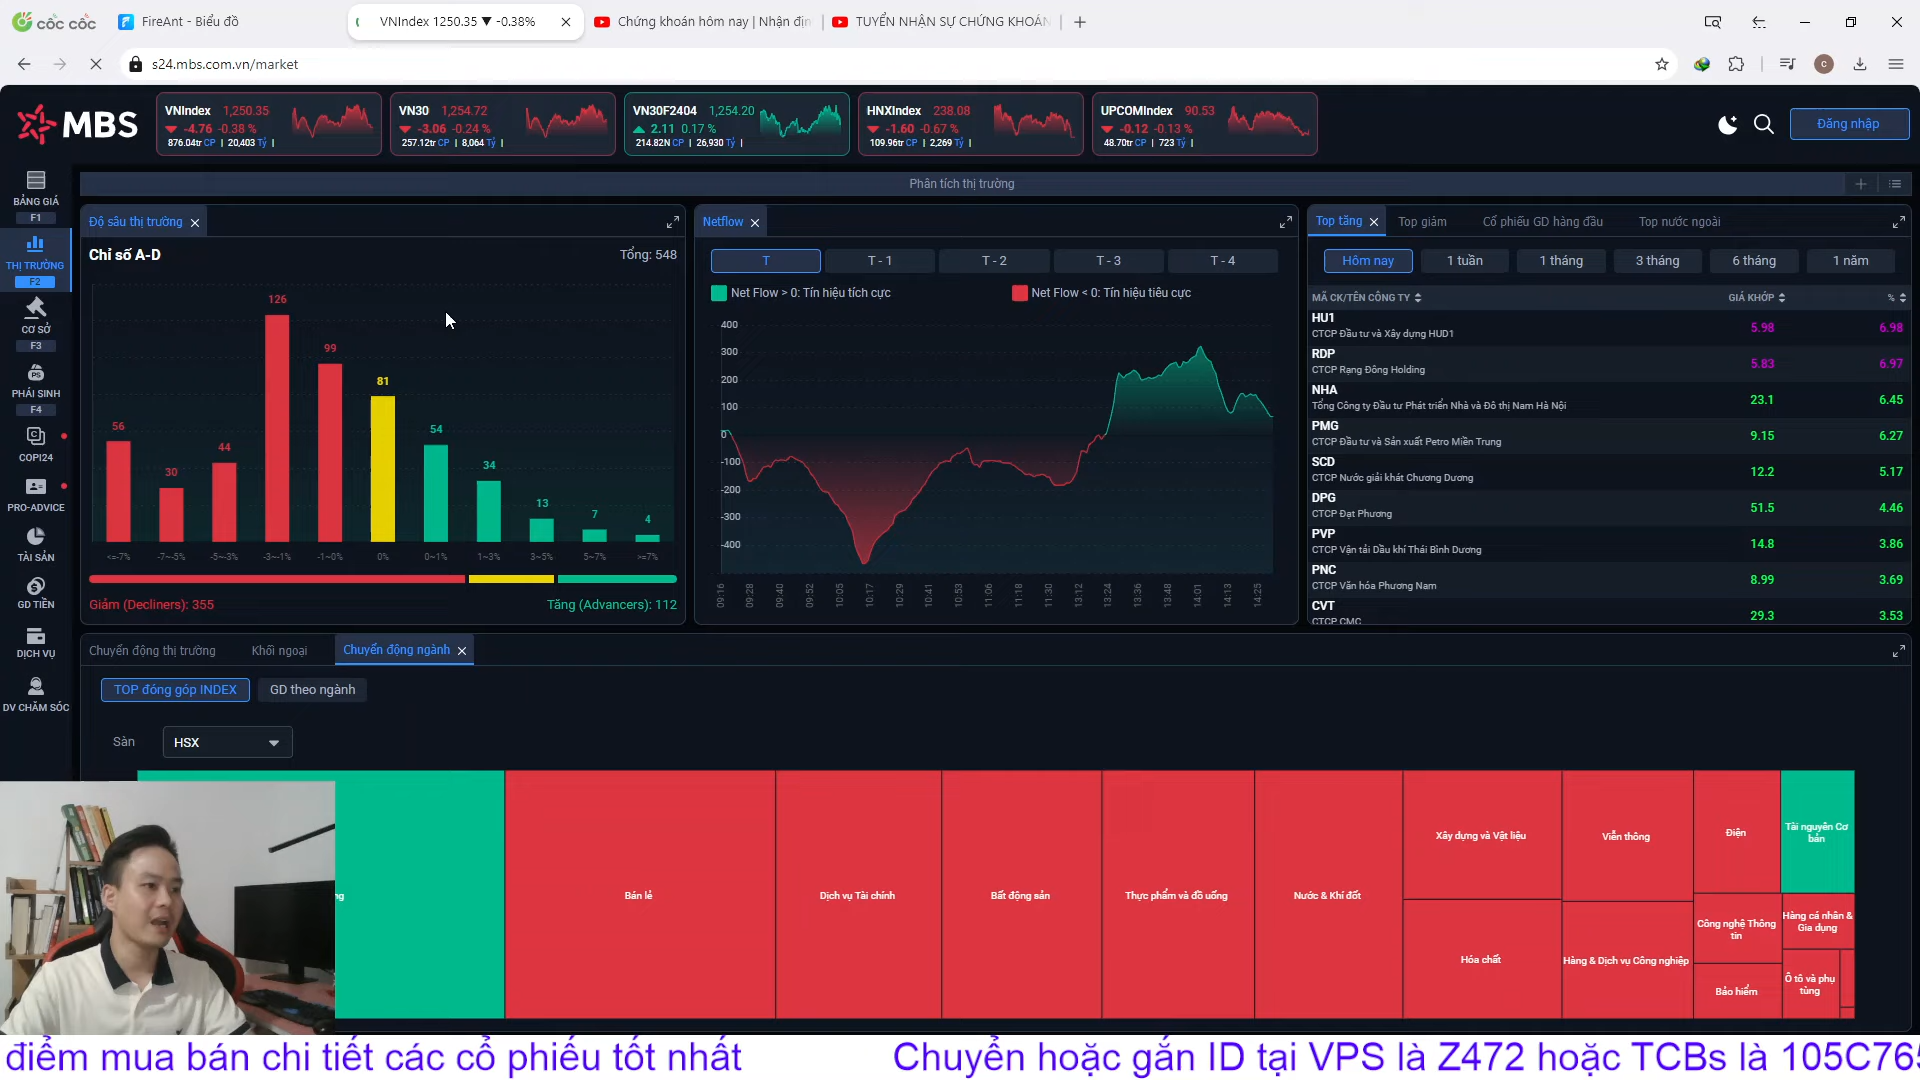 cốc cốc
FireAnt - Biểu đồ
VNIndex 1250.35 ▼ -0.38%
Chứng khoán hôm nay | Nhận địn
TUYỂN NHÂN SỰ CHỨNG KHOÁN
s24.mbs.com.vn/market
C
MBS
VNIndex 1,250.35
-4.76 -0.38 %
876.04tr CP | 20,403 Tỷ |
VN30 1,254.72
-3.06 -0.24 %
257.12tr CP | 8,064 Tỷ |
VN30F2404 1,254.20
2.11 0.17 %
214.82N CP | 26,930 Tỷ |
HNXIndex 238.08
-1.60 -0.67 %
109.96tr CP | 2,269 Tỷ |
UPCOMIndex 90.53
-0.12 -0.13 %
48.70tr CP | 723 Tỷ |
Đăng nhập
Phân tích thị trường
BẢNG GIÁ
F1
THỊ TRƯỜNG
F2
CƠ SỞ
F3
PS
PHÁI SINH
F4
COPI24
PRO-ADVICE
TÀI SẢN
GD TIỀN
DỊCH VỤ
DV CHĂM SÓC
Độ sâu thị trường
Chỉ số A-D
Tổng: 548
56 30 44 126 99 81 54 34 13 7 4
<=-7% -7~-5% -5~-3% -3~-1% -1~0% 0% 0~1% 1~3% 3~5% 5~7% >=7%
Giảm (Decliners): 355
Tăng (Advancers): 112
Netflow
T T - 1 T - 2 T - 3 T - 4
Net Flow > 0: Tín hiệu tích cực
Net Flow < 0: Tín hiệu tiêu cực
400
300
200
100
0
-100
-200
-300
-400
09:16 09:28 09:40 09:52 10:05 10:17 10:29 10:41 10:53 11:06 11:18 11:30 13:12 13:24 13:36 13:48 14:01 14:13 14:25
Top tăng Top giảm Cổ phiếu GD hàng đầu Top nước ngoài
Hôm nay 1 tuần 1 tháng 3 tháng 6 tháng 1 năm
MÃ CK/TÊN CÔNG TY GIÁ KHỚP %
HU1
CTCP Đầu tư và Xây dựng HUD1
5.98 6.98
RDP
CTCP Rạng Đông Holding
5.83 6.97
NHA
Tổng Công ty Đầu tư Phát triển Nhà và Đô thị Nam Hà Nội
23.1 6.45
PMG
CTCP Đầu tư và Sản xuất Petro Miền Trung
9.15 6.27
SCD
CTCP Nước giải khát Chương Dương
12.2 5.17
DPG
CTCP Đạt Phương
51.5 4.46
PVP
CTCP Vận tải Dầu khí Thái Bình Dương
14.8 3.86
PNC
CTCP Văn hóa Phương Nam
8.99 3.69
CVT
CTCP CMC
29.3 3.53
Chuyển động thị trường Khối ngoại Chuyển động ngành
TOP đóng góp INDEX GD theo ngành
Sàn HSX
ng
Bán lẻ
Dịch vụ Tài chính
Bất động sản
Thực phẩm và đồ uống
Nước & Khí đốt
Xây dựng và Vật liệu
Hóa chất
Viễn thông
Hàng & Dịch vụ Công nghiệp
Điện
Công nghệ Thông tin
Bảo hiểm
Tài nguyên Cơ bản
Hàng cá nhân & Gia dụng
Ô tô và phụ tùng
điểm mua bán chi tiết các cổ phiếu tốt nhất
Chuyển hoặc gắn ID tại VPS là Z472 hoặc TCBs là 105C765